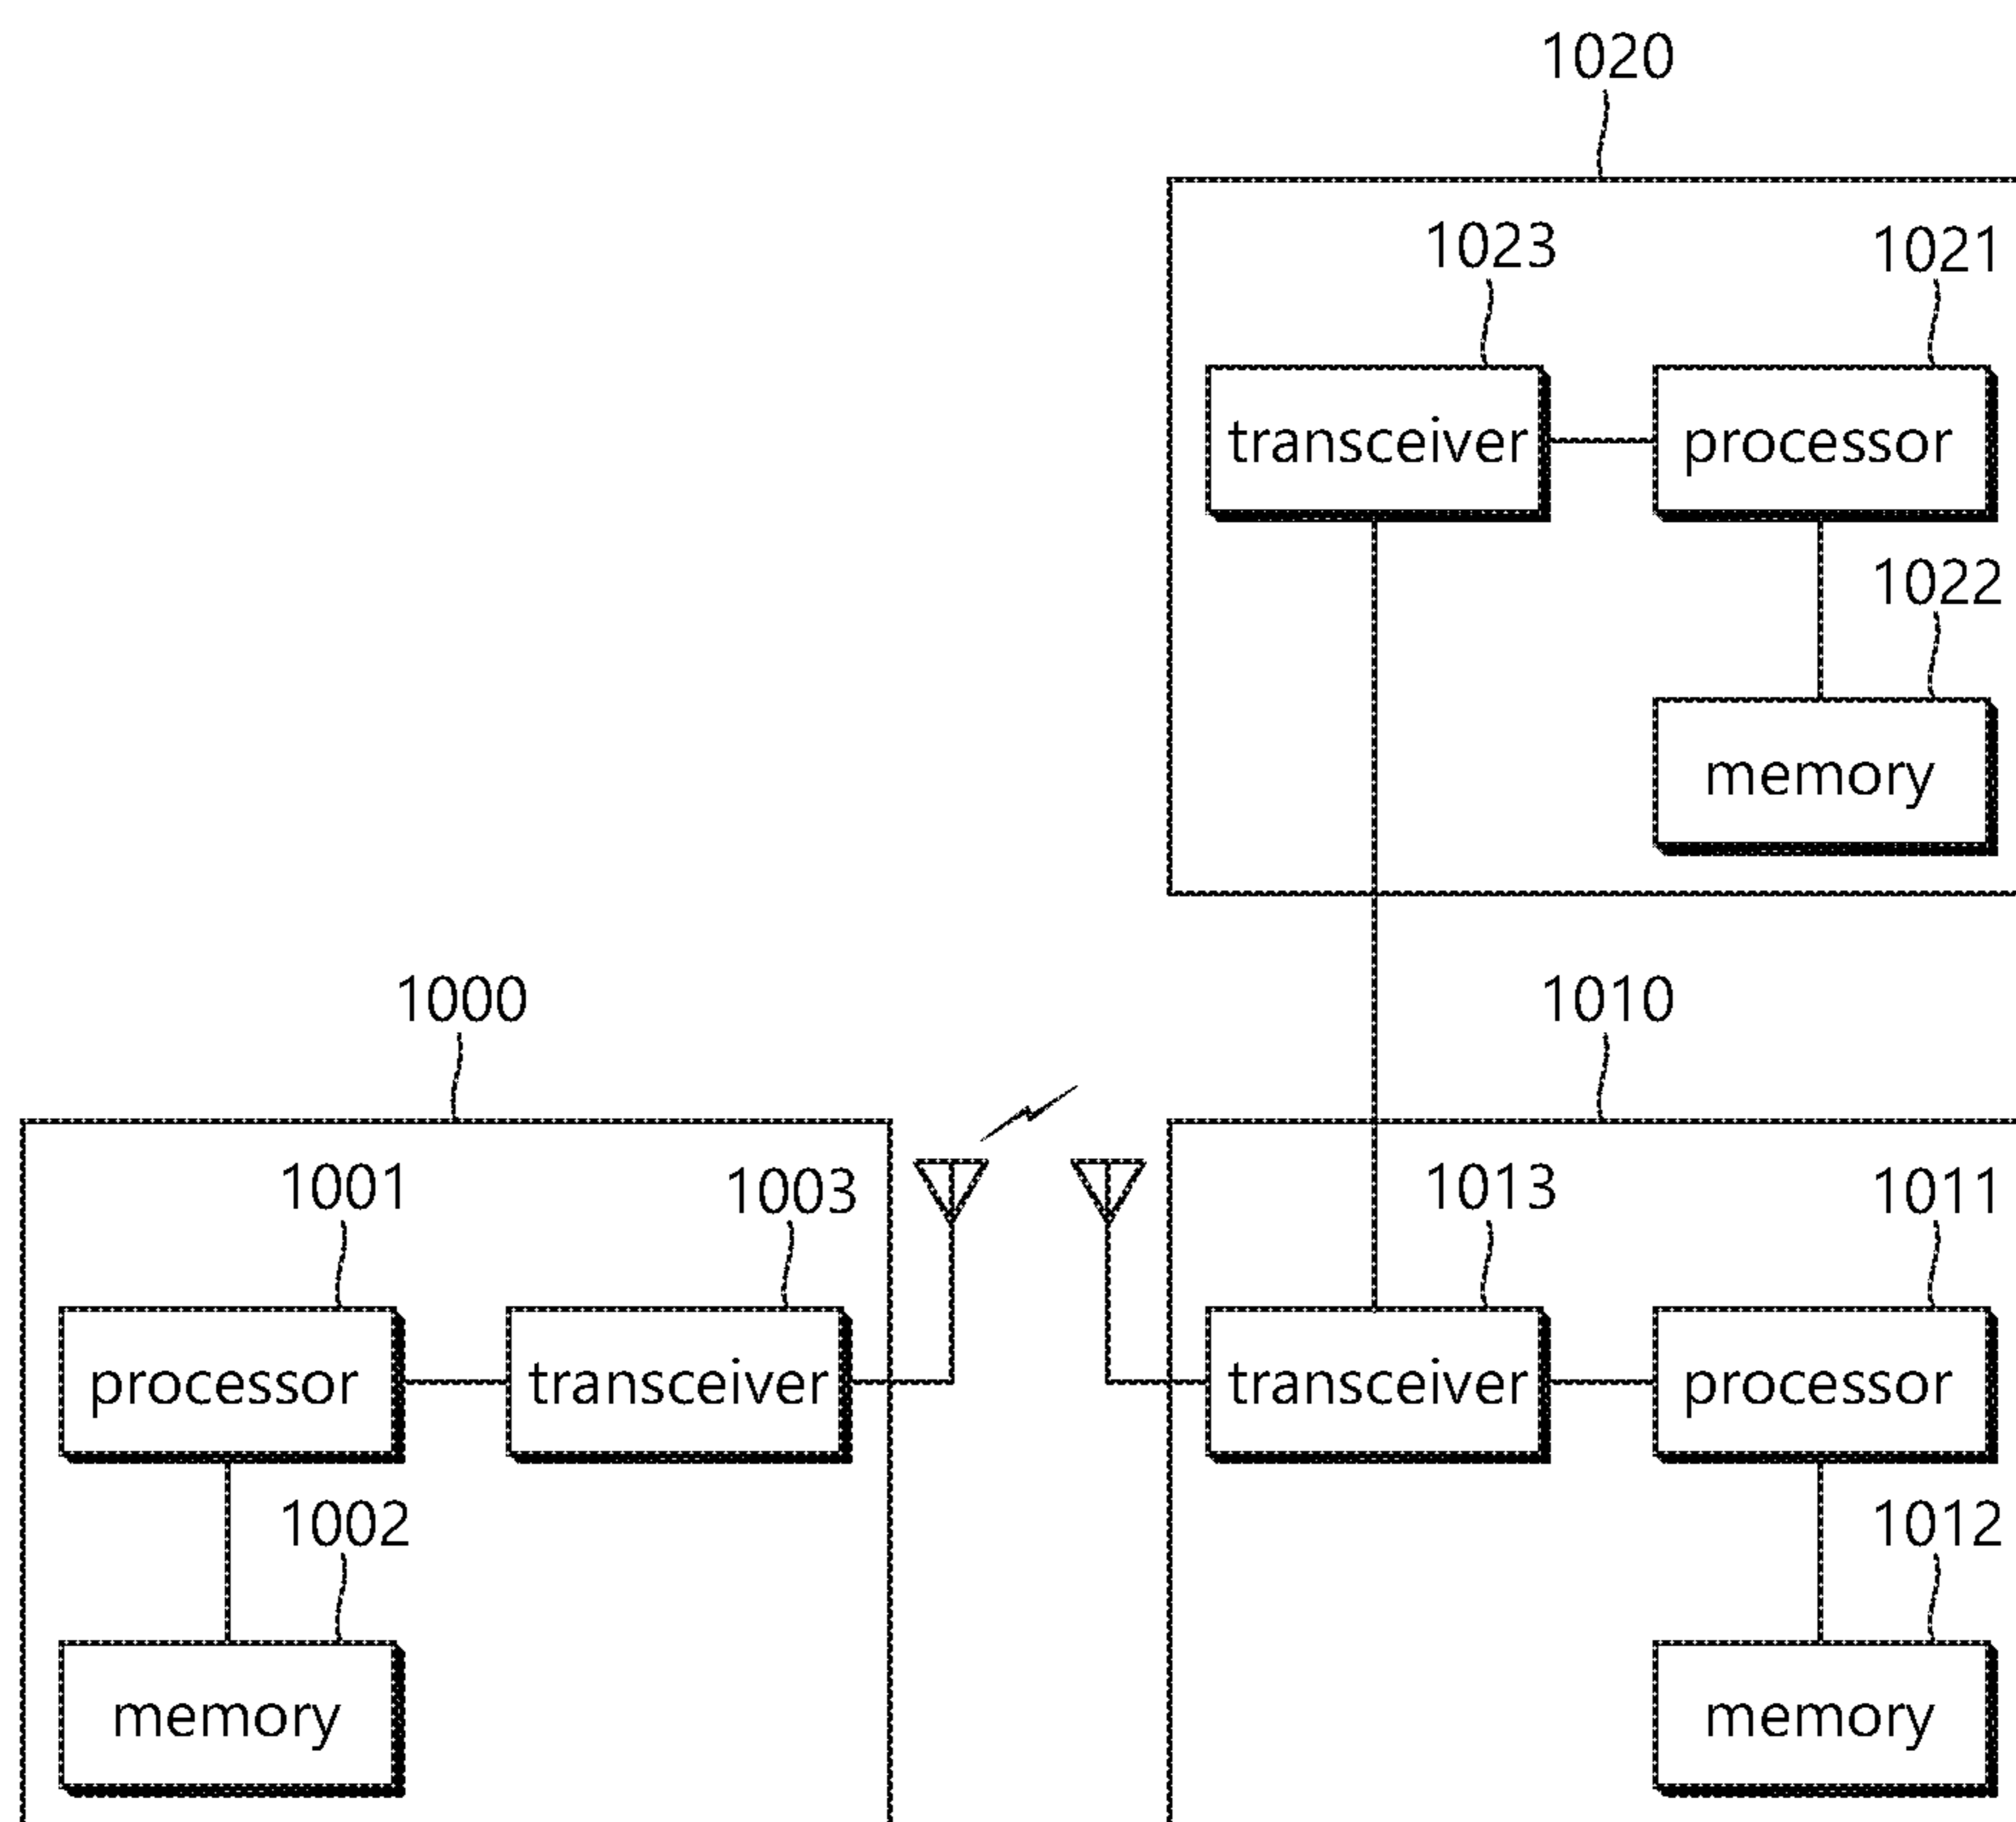 1020
1023
1021
transceiver
processor
1022
memory
1000
1010
1001
1003
1013
1011
processor
transceiver
transceiver
processor
1002
1012
memory
memory